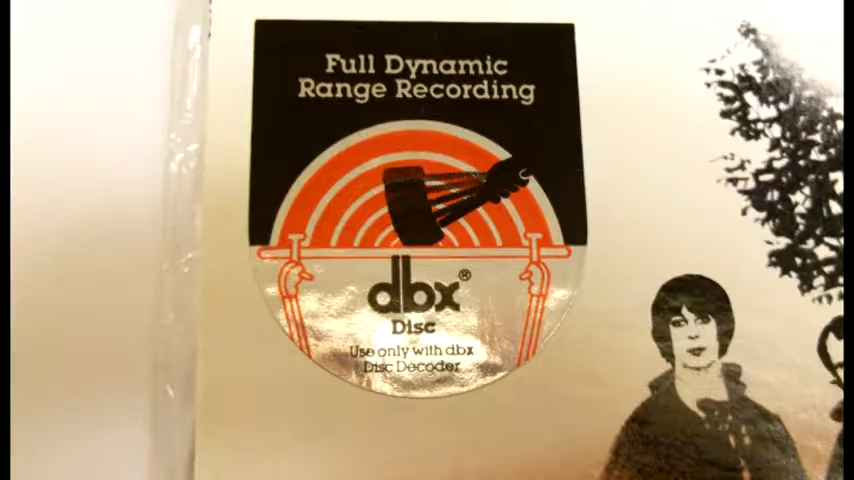 Full Dynamic
Range Recording
dbx®
Disc
Use only with dbx
Disc Decoder